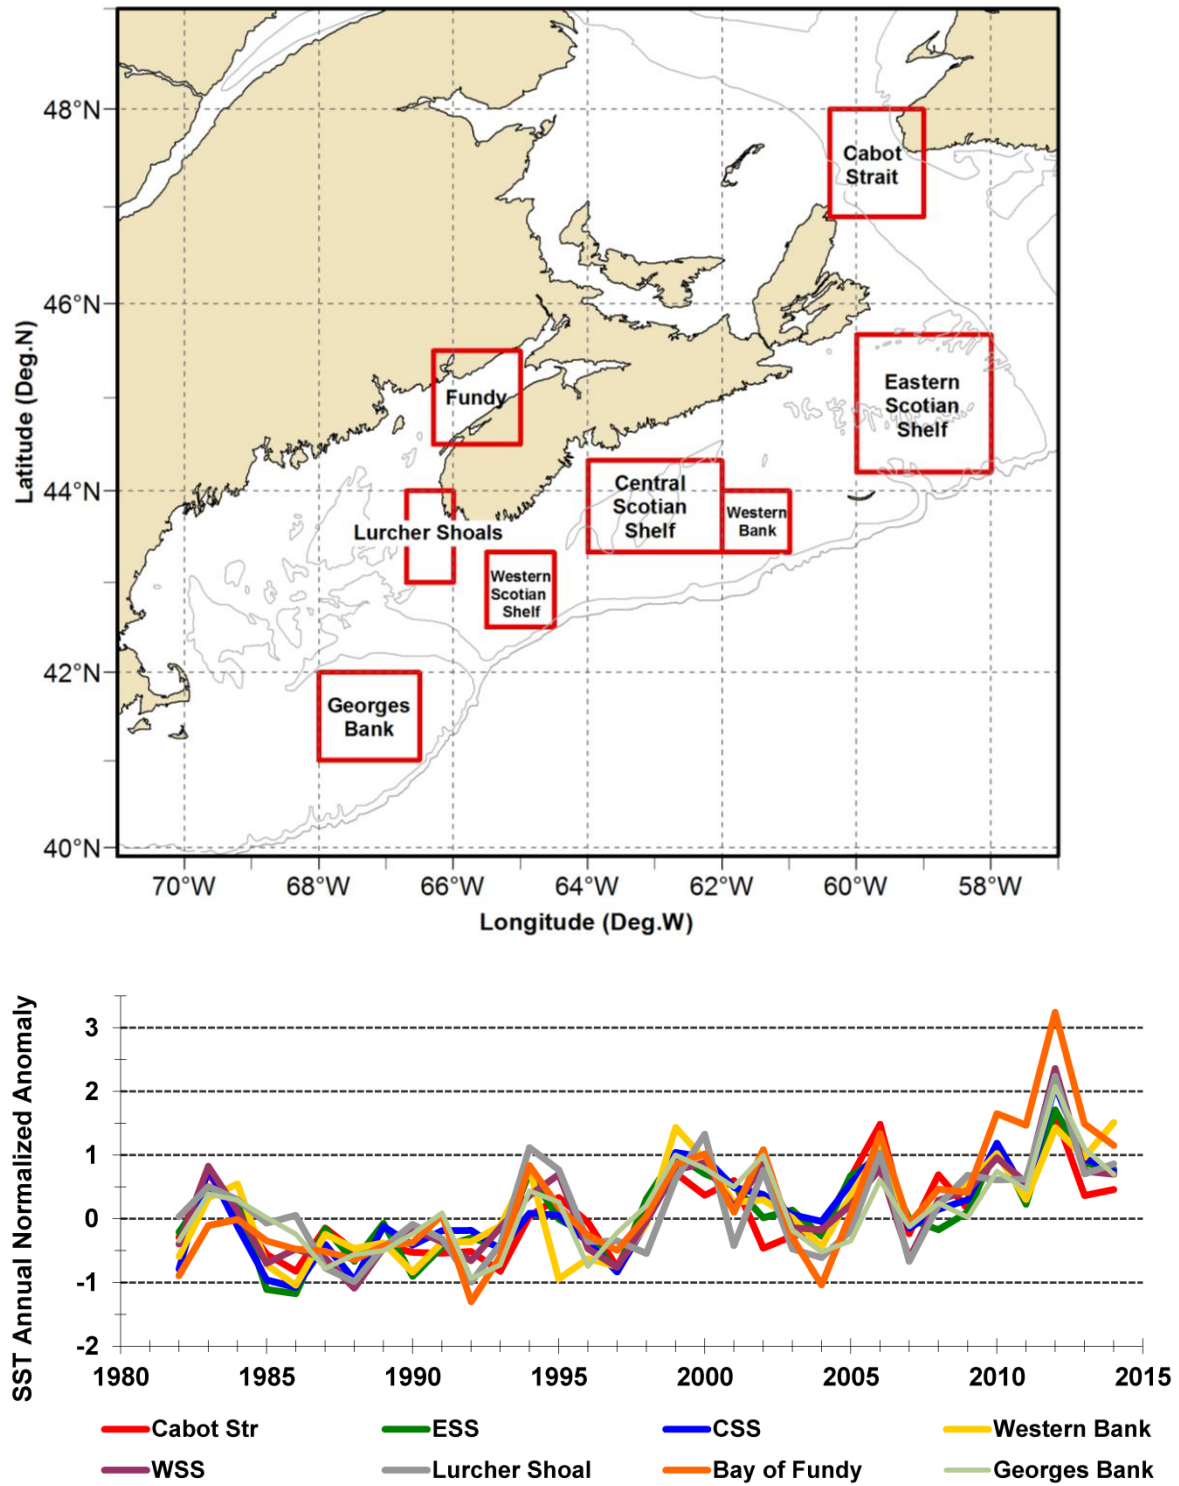 48°N
46°N
44°N
42°N
40°N
Latitude (Deg.N)
Cabot
Strait
Eastern
Scotian
Shelf
Fundy
Central
Scotian
Shelf
Western
Bank
Lurcher Shoals
Western
Scotian
Shelf
Georges
Bank
70°W 68°W 66°W 64°W 62°W 60°W 58°W
Longitude (Deg.W)
SST Annual Normalized Anomaly
3
2
1
0
-1
-2
1980 1985 1990 1995 2000 2005 2010 2015
Cabot Str ESS CSS Western Bank
WSS Lurcher Shoal Bay of Fundy Georges Bank